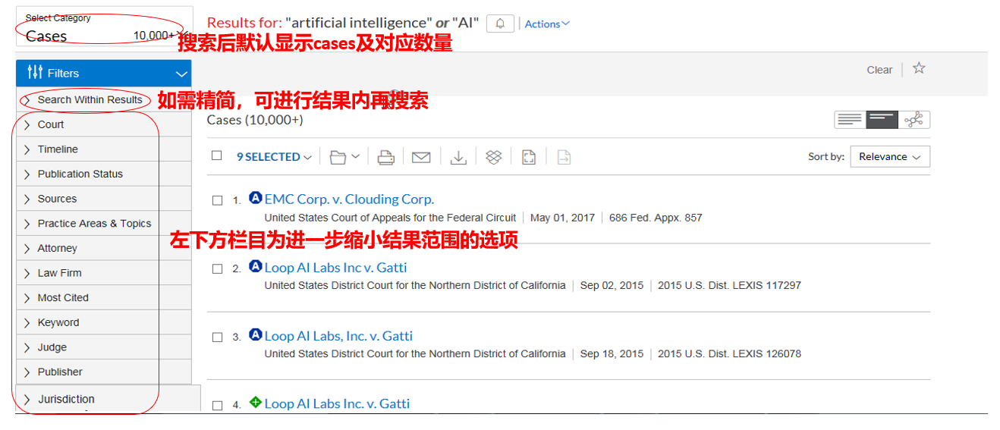 Select Category
Cases 10,000+
Results for: "artificial intelligence" or "AI" Actions
搜索后默认显示cases及对应数量
Filters
Clear
Search Within Results
如需精简，可进行结果内再搜索
Cases (10,000+)
Court
Timeline
9 SELECTED
Sort by: Relevance
Publication Status
Sources
1. EMC Corp. v. Clouding Corp.
United States Court of Appeals for the Federal Circuit May 01, 2017 686 Fed. Appx. 857
Practice Areas & Topics
左下方栏目为进一步缩小结果范围的选项
Attorney
Law Firm
2. Loop AI Labs Inc v. Gatti
United States District Court for the Northern District of California Sep 02, 2015 2015 U.S. Dist. LEXIS 117297
Most Cited
Keyword
3. Loop AI Labs, Inc. v. Gatti
United States District Court for the Northern District of California Sep 18, 2015 2015 U.S. Dist. LEXIS 126078
Judge
Publisher
Jurisdiction
4. Loop AI Labs Inc v. Gatti